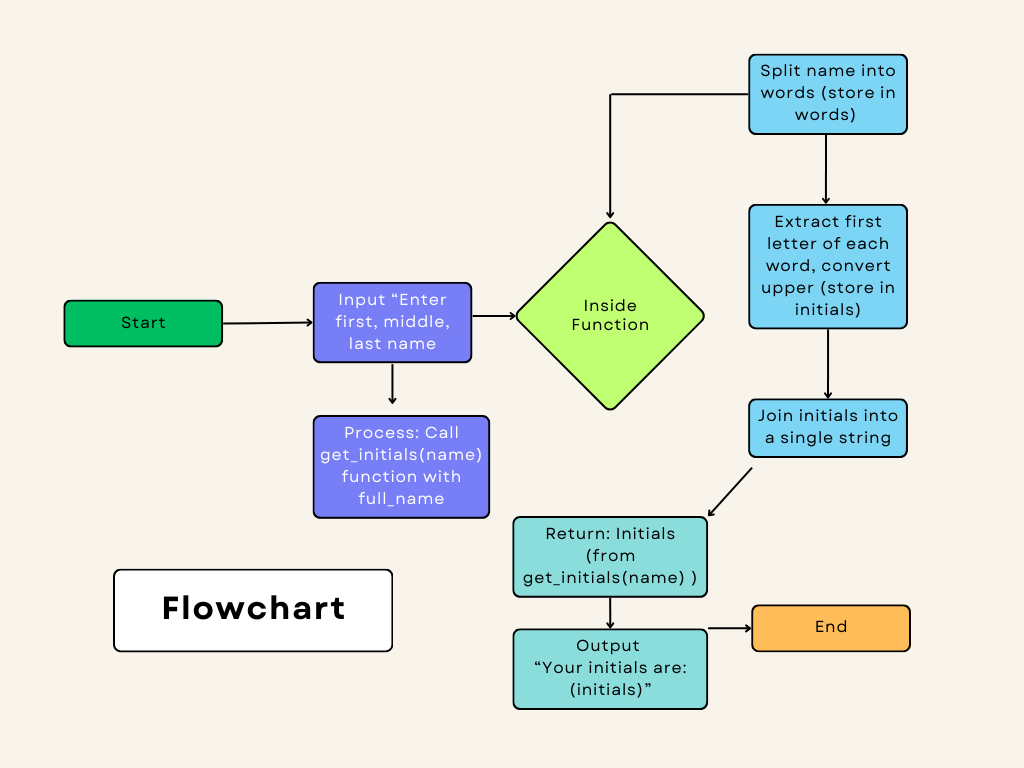 Start
Input “Enter
first, middle,
last name
Process: Call
get_initials(name)
function with
full_name
Inside
Function
Split name into
words (store in
words)
Extract first
letter of each
word, convert
upper (store in
initials)
Join initials into
a single string
Return: Initials
(from
get_initials(name) )
Output
“Your initials are:
(initials)”
End
Flowchart